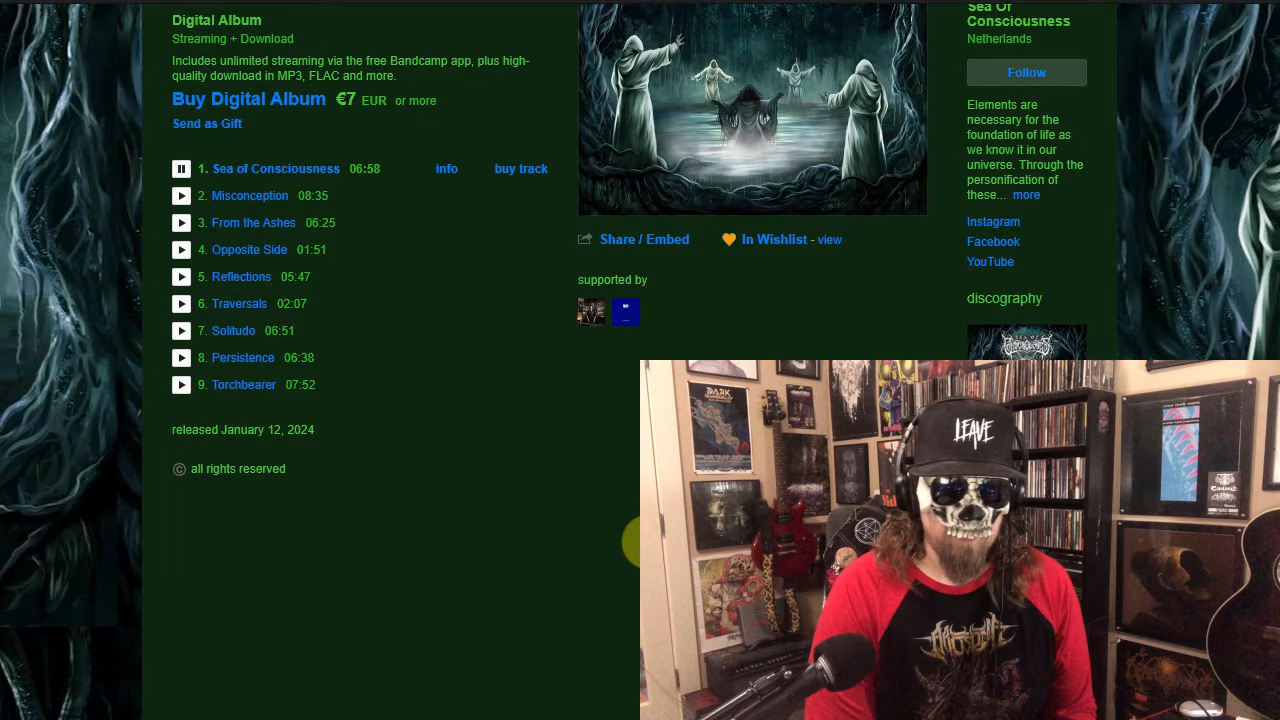 Digital Album
Streaming + Download
Includes unlimited streaming via the free Bandcamp app, plus high-
quality download in MP3, FLAC and more.
Buy Digital Album €7 EUR or more
Send as Gift
1. Sea of Consciousness 06:58 info buy track
2. Misconception 08:35
3. From the Ashes 06:25
4. Opposite Side 01:51
5. Reflections 05:47
6. Traversals 02:07
7. Solitudo 06:51
8. Persistence 06:38
9. Torchbearer 07:52
released January 12, 2024
© all rights reserved
Share / Embed
In Wishlist - view
supported by
Sea Of
Consciousness
Netherlands
Follow
Elements are
necessary for the
foundation of life as
we know it in our
universe. Through the
personification of
these... more
Instagram
Facebook
YouTube
discography
DARK
LEAVE